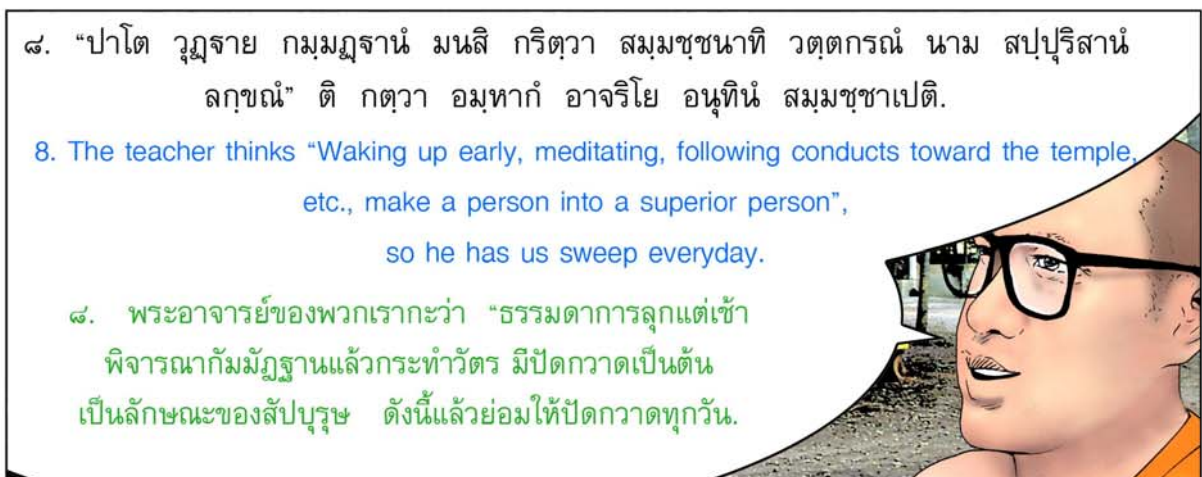 ๘. “ปาโต วุฏฺฐาย กมฺมฏฺฐานํ มนสิ กริตฺวา สมฺมชฺชนาทิ วตฺตกรณํ นาม สปฺปุริสานํ
ลกฺขณํ” ติ กตฺวา อมฺหากํ อาจริโย อนุทินํ สมฺมชฺชาเปติ.
8. The teacher thinks “Waking up early, meditating, following conducts toward the temple,
etc., make a person into a superior person”,
so he has us sweep everyday.
๘. พระอาจารย์ของพวกเรากะว่า “ธรรมดาการลุกแต่เช้า
พิจารณากัมมัฏฐานแล้วกระทำวัตร มีปัดกวาดเป็นต้น
เป็นลักษณะของสัปบุรุษ ดังนี้แล้วย่อมให้ปัดกวาดทุกวัน.